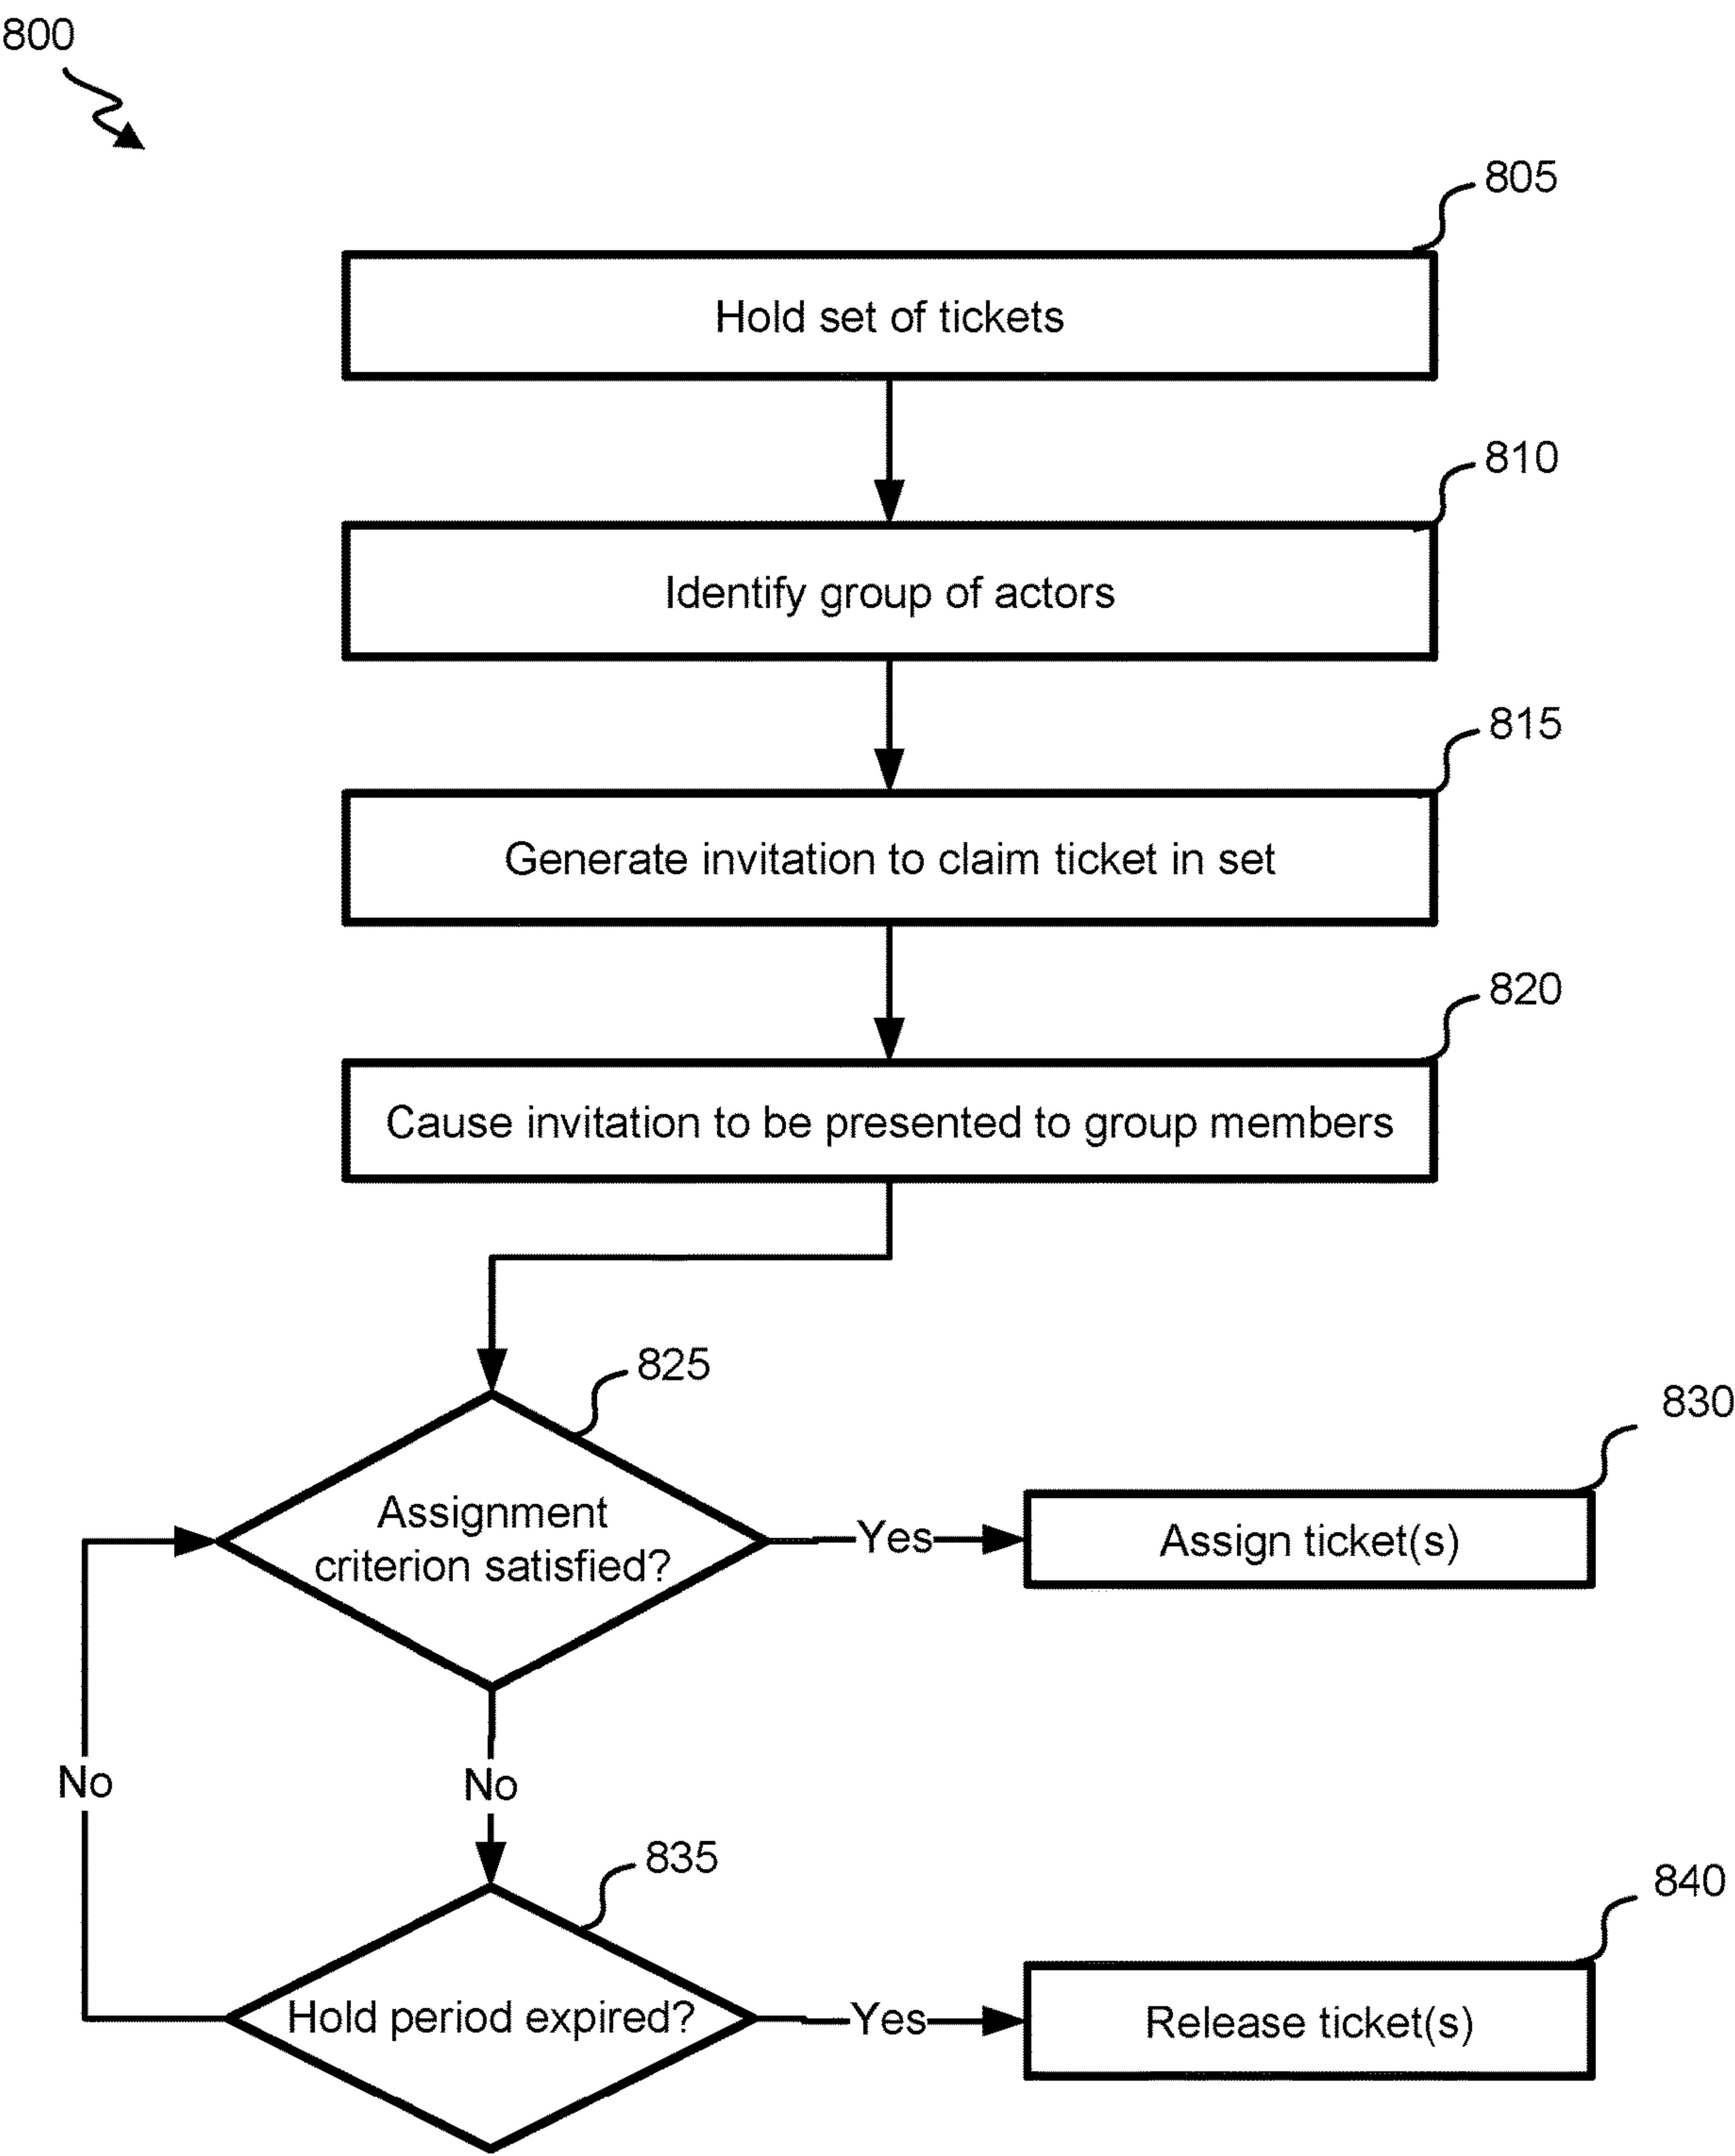 800
805
Hold set of tickets
810
Identify group of actors
815
Generate invitation to claim ticket in set
820
Cause invitation to be presented to group members
825
Assignment
criterion satisfied?
Yes
830
Assign ticket(s)
No
No
835
Hold period expired?
Yes
840
Release ticket(s)